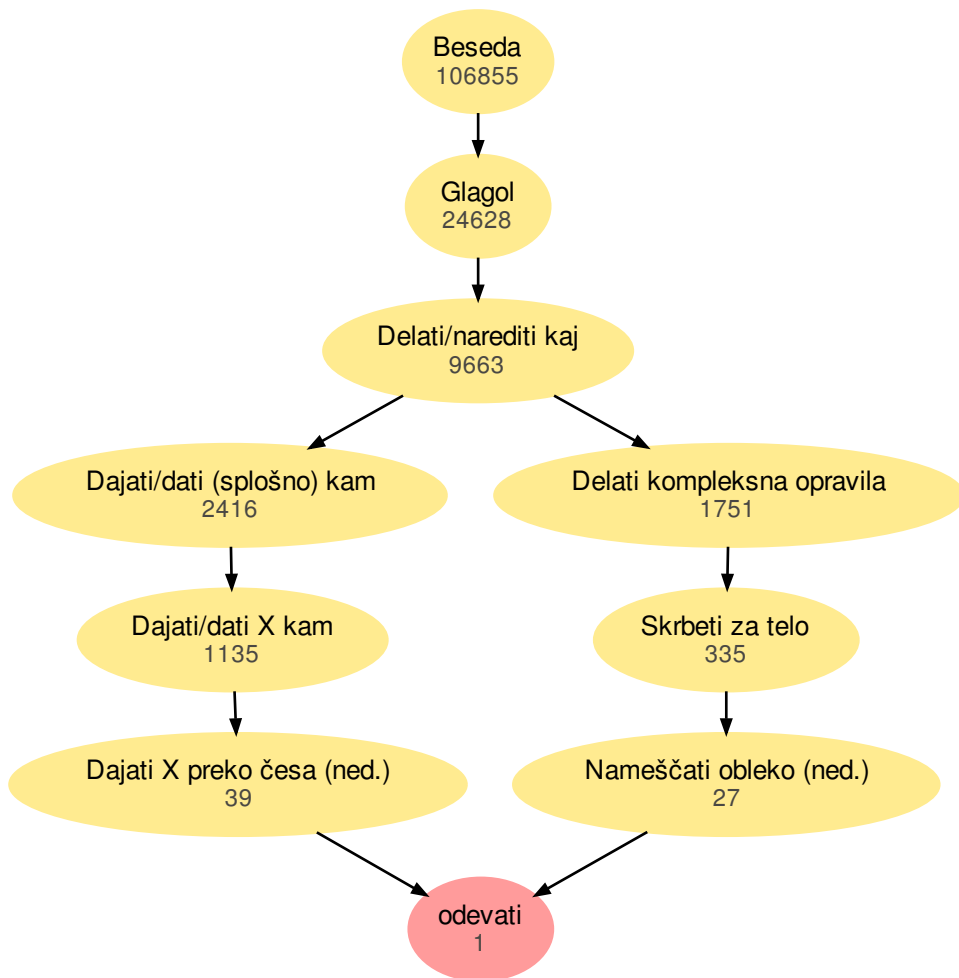 Beseda
106855
Glagol
24628
Delati/narediti kaj
9663
Dajati/dati (splošno) kam
2416
Delati kompleksna opravila
1751
Dajati/dati X kam
1135
Skrbeti za telo
335
Dajati X preko česa (ned.)
39
Nameščati obleko (ned.)
27
odevati
1